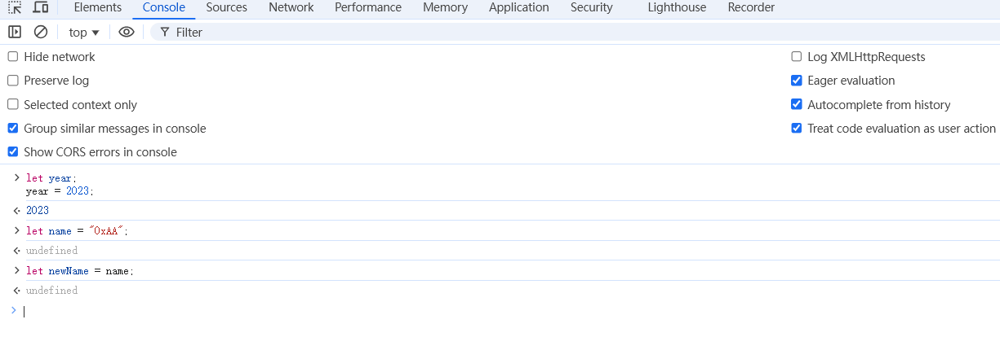 Elements Console Sources Network Performance Memory Application Security Lighthouse Recorder
top Filter
Hide network Log XMLHttpRequests
Preserve log Eager evaluation
Selected context only Autocomplete from history
Group similar messages in console Treat code evaluation as user action
Show CORS errors in console
let year;
year = 2023;
2023
let name = "0xAA";
undefined
let newName = name;
undefined